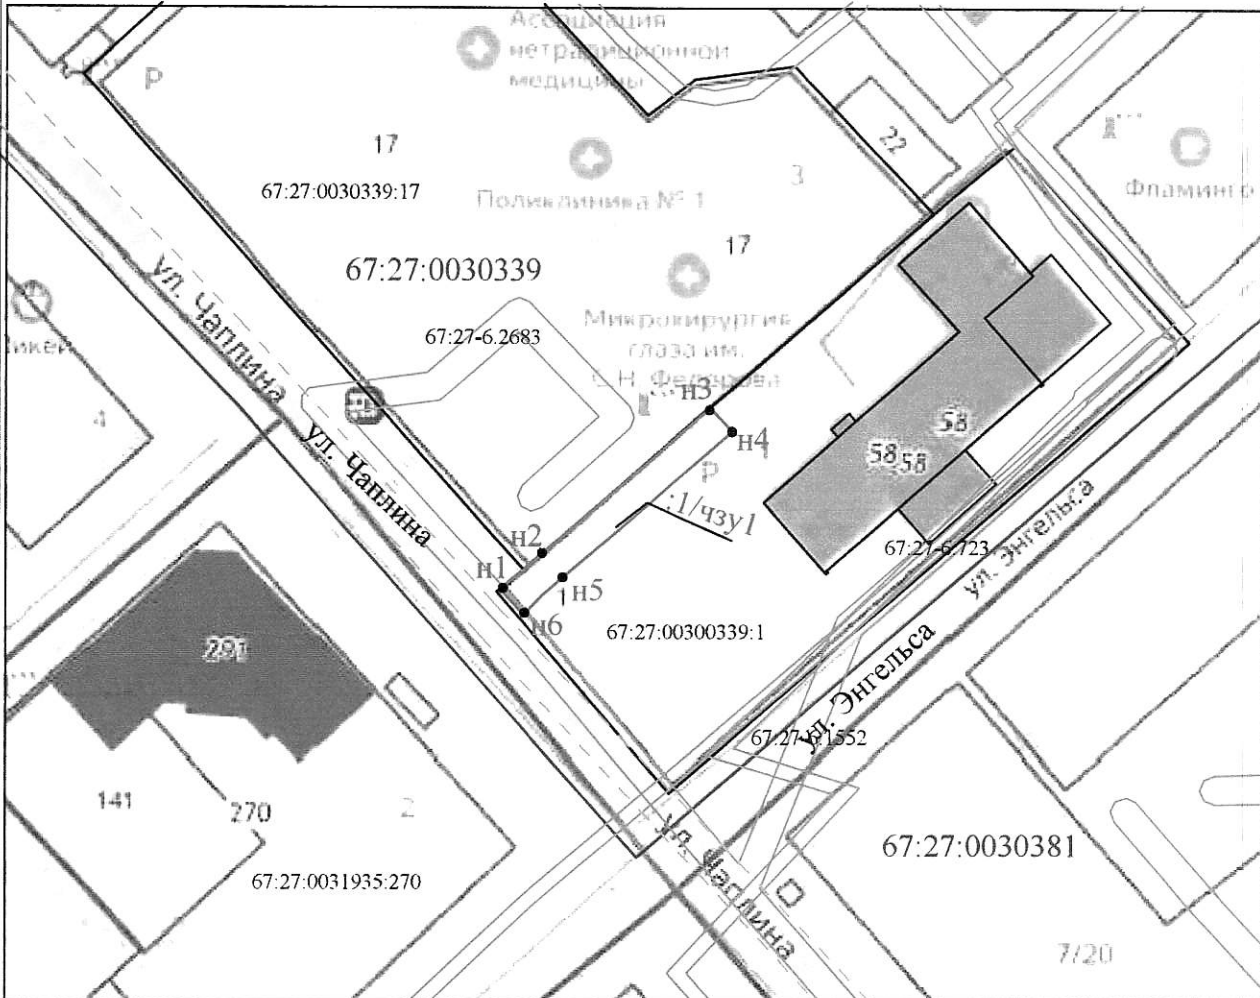 Ассоциация
нетрадиционной
медицины
Р
17
22
67:27:0030339:17
3
Поликлиника № 1
Фламинго
17
67:27:0030339
ул. Чаплина
67:27-6.2683
Микрохирургия
глаза им.
С.Н. Федорова
икей
н3
4
н4
58
ул. Чаплина
Р
58
58
:1/чзу1
ул. Энгельса
67:27-6.723
н2
н1
н5
1
н6
67:27:00300339:1
291
ул. Энгельса
67:27-6.1552
141
270
2
ул. Чаплина
67:27:0030381
67:27:0031935:270
7/20